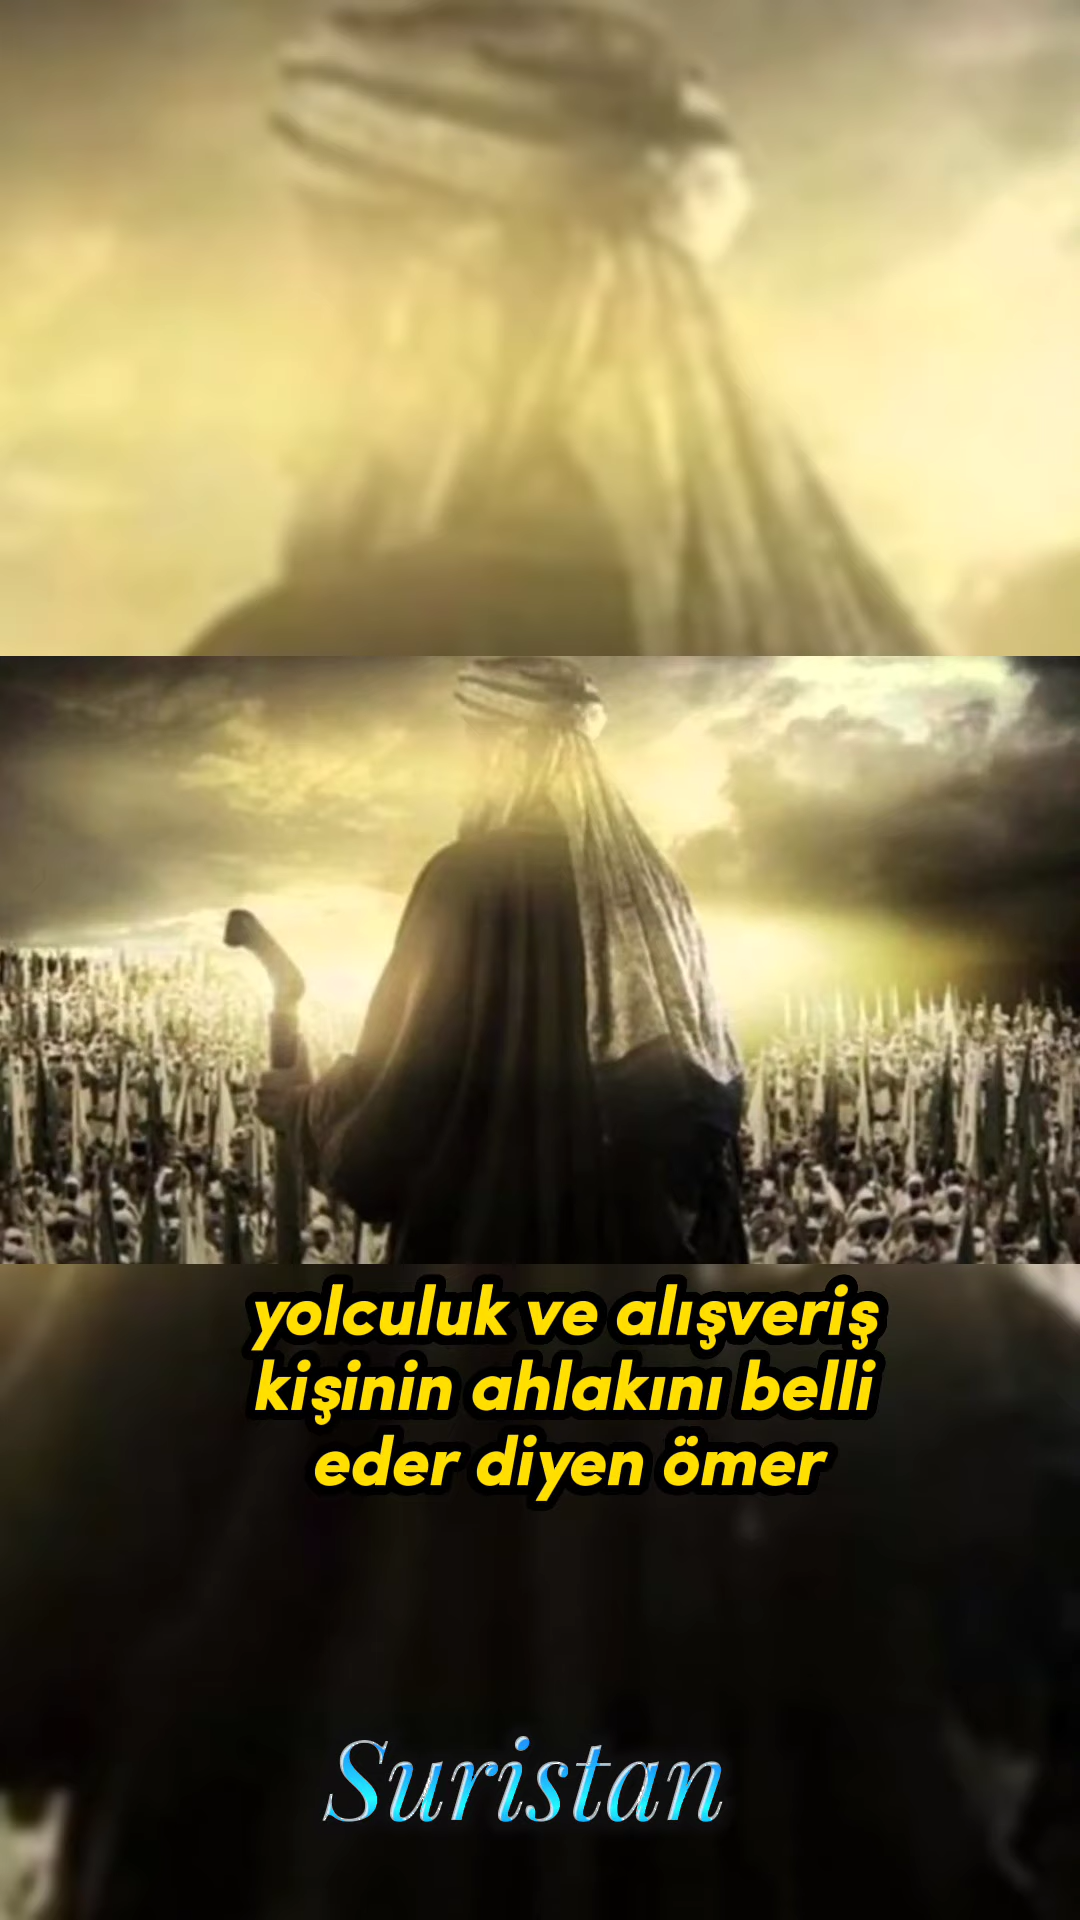 yolculuk ve alışveriş
kişinin ahlakını belli
eder diyen ömer
Suristan